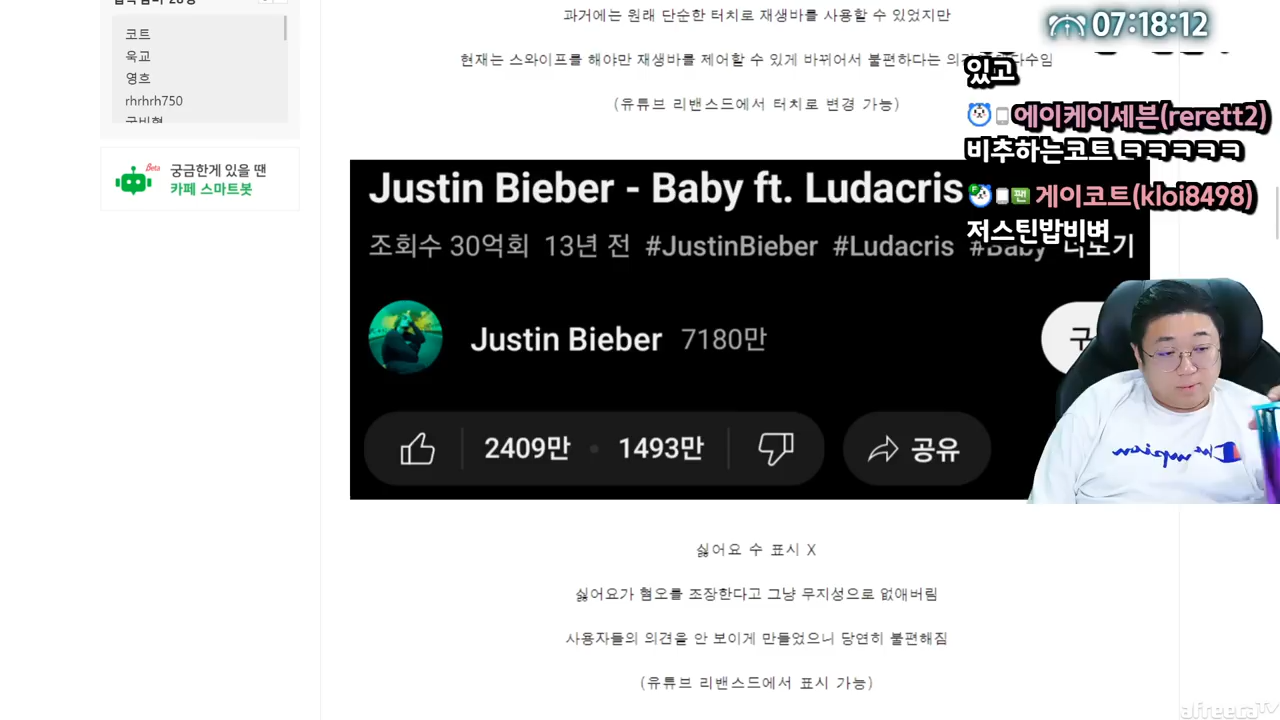 코트
욱교
영흐
rhrhrh750
Beta
궁금한게 있을 땐
카페 스마트봇
과거에는 원래 단순한 터치로 재생바를 사용할 수 있었지만
현재는 스와이프를 해야만 재생바를 제어할 수 있게 바뀌어서 불편하다는
(유튜브 리밴스드에서 터치로 변경 가능)
Justin Bieber - Baby ft. Ludacris
조회수 30억회 13년 전 #JustinBieber #Ludacris #Baby 더보기
Justin Bieber 7180만
2409만 • 1493만 공유
싫어요 수 표시 X
싫어요가 혐오를 조장한다고 그냥 무지성으로 없애버림
사용자들의 의견을 안 보이게 만들었으니 당연히 불편해짐
(유튜브 리밴스드에서 표시 가능)
07:18:12
있고
에이케이세븐(rerett2)
비추하는코트 ㅋㅋㅋㅋㅋ
팬 게이코트(kloi8498)
저스틴밥비벼
Champion
afreecaTV